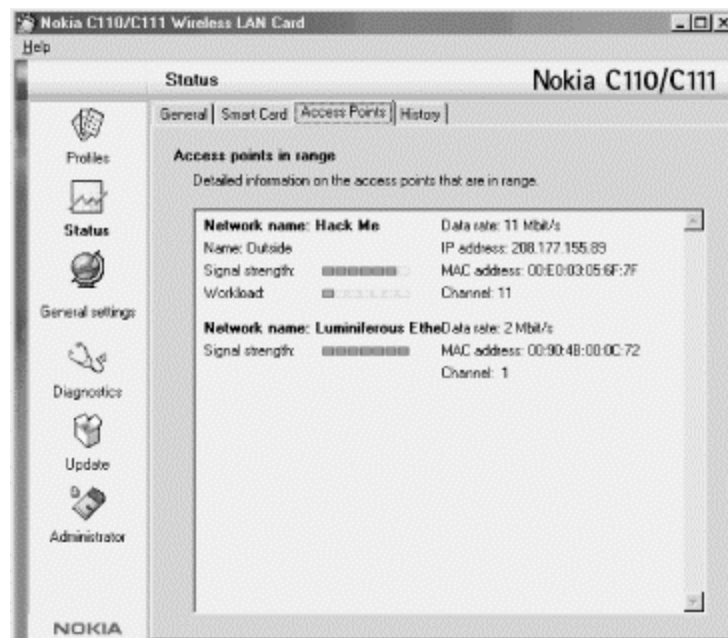 Nokia C110/C111 Wireless LAN Card
Help
Status
Nokia C110/C111
General Smart Card Access Points History
Profiles
Status
General settings
Diagnostics
Update
Administrator
NOKIA
Access points in range
Detailed information on the access points that are in range.
Network name: Hack Me Data rate: 11 Mbit/s
Name: Outside IP address: 208.177.155.89
Signal strength: MAC address: 00:E0:03:05:6F:7F
Workload: Channel: 11
Network name: Luminiferous Ethe Data rate: 2 Mbit/s
Signal strength: MAC address: 00:90:4B:00:0C:72
Channel: 1